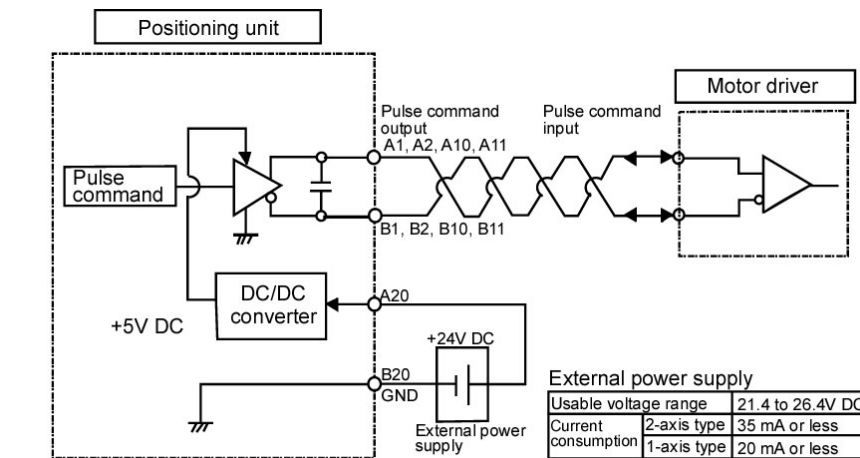 Positioning unit
Motor driver
Pulse command
output
A1, A2, A10, A11
Pulse command
input
Pulse
command
B1, B2, B10, B11
DC/DC
converter
+5V DC
A20
+24V DC
B20
GND
External power
supply
External power supply
Usable voltage range 21.4 to 26.4V DC
Current
consumption
2-axis type 35 mA or less
1-axis type 20 mA or less